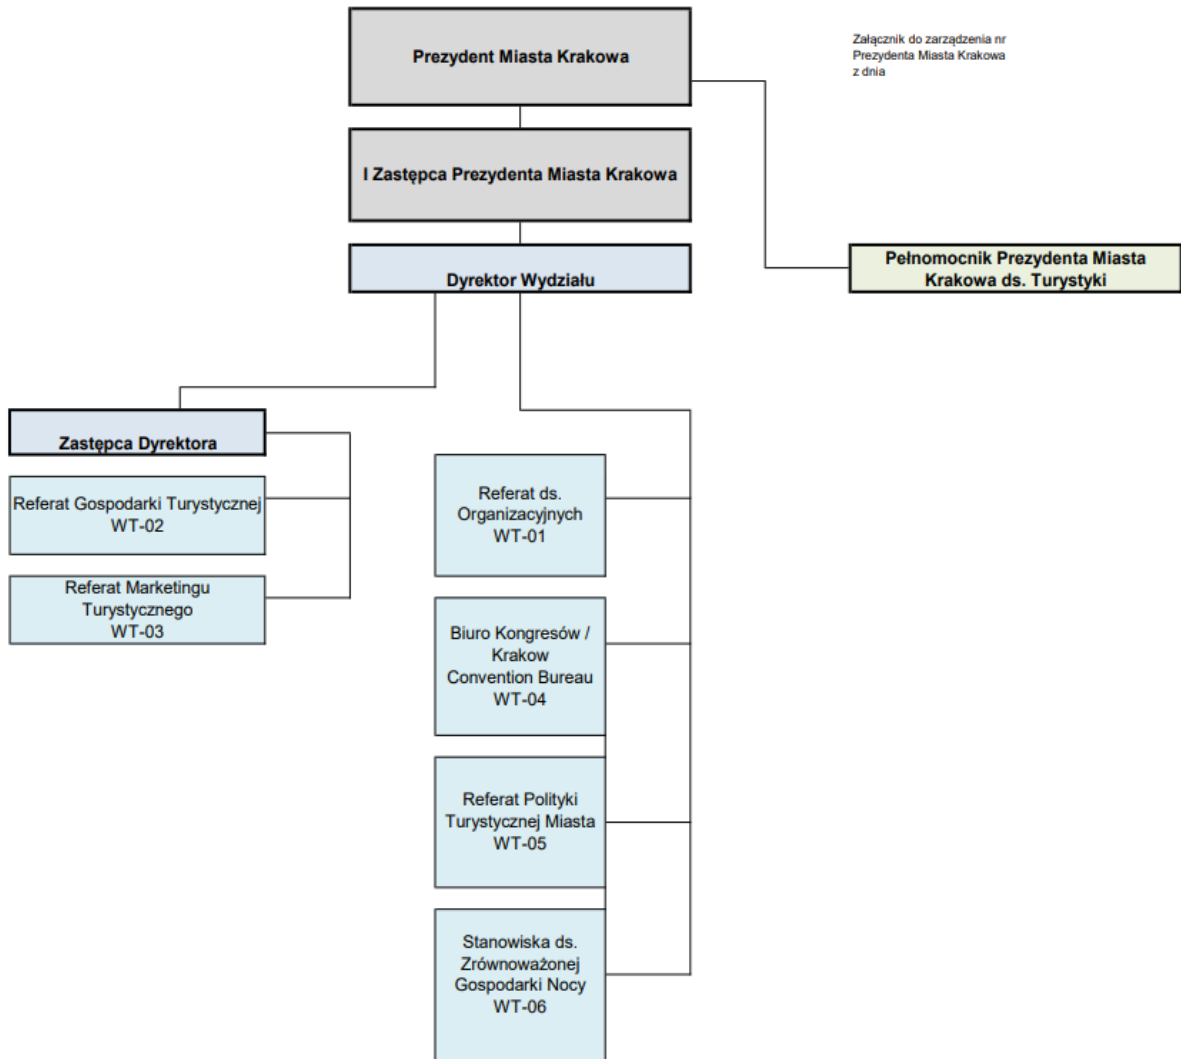 Prezydent Miasta Krakowa
Załącznik do zarządzenia nr
Prezydenta Miasta Krakowa
z dnia
I Zastępca Prezydenta Miasta Krakowa
Dyrektor Wydziału
Pełnomocnik Prezydenta Miasta
Krakowa ds. Turystyki
Zastępca Dyrektora
Referat Gospodarki Turystycznej
WT-02
Referat Marketingu
Turystycznego
WT-03
Referat ds.
Organizacyjnych
WT-01
Biuro Kongresów /
Krakow
Convention Bureau
WT-04
Referat Polityki
Turystycznej Miasta
WT-05
Stanowiska ds.
Zrównoważonej
Gospodarki Nocy
WT-06